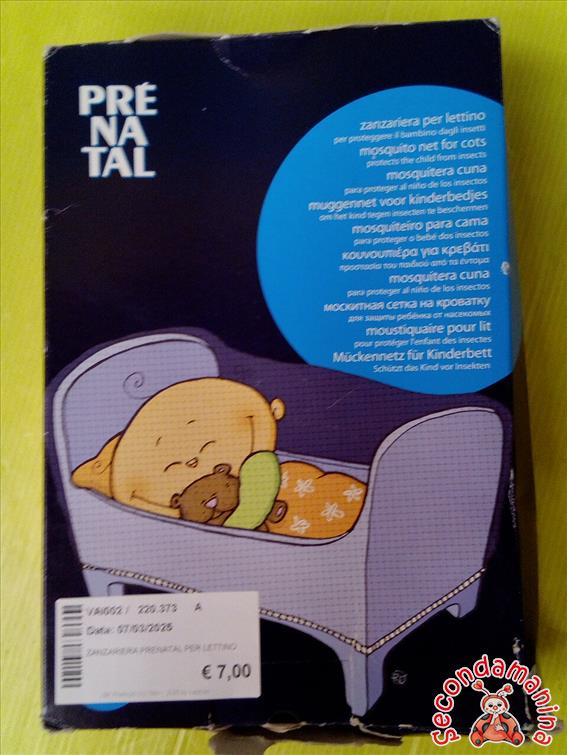 PRÉ
NA
TAL
zanzariera per lettino
per proteggere il bambino dagli insetti
mosquito net for cots
protects the child from insects
mosquitera cuna
para proteger al niño de los insectos
muggennet voor kinderbedjes
om het kind tegen insecten te beschermen
mosquiteiro para cama
para proteger o bebé dos insectos
κουνουπιέρα για κρεβάτι
προστασία του παιδιού από τα έντομα
mosquitera cuna
para proteger al niño de los insectos
москитная сетка на кроватку
для защиты ребёнка от насекомых
moustiquaire pour lit
pour protéger l'enfant des insectes
Mückennetz für Kinderbett
Schützt das Kind vor Insekten
VAI002 / 220.373 A
Data: 07/03/2025
ZANZARIERA PRENATAL PER LETTINO
€ 7,00
Secondamanina